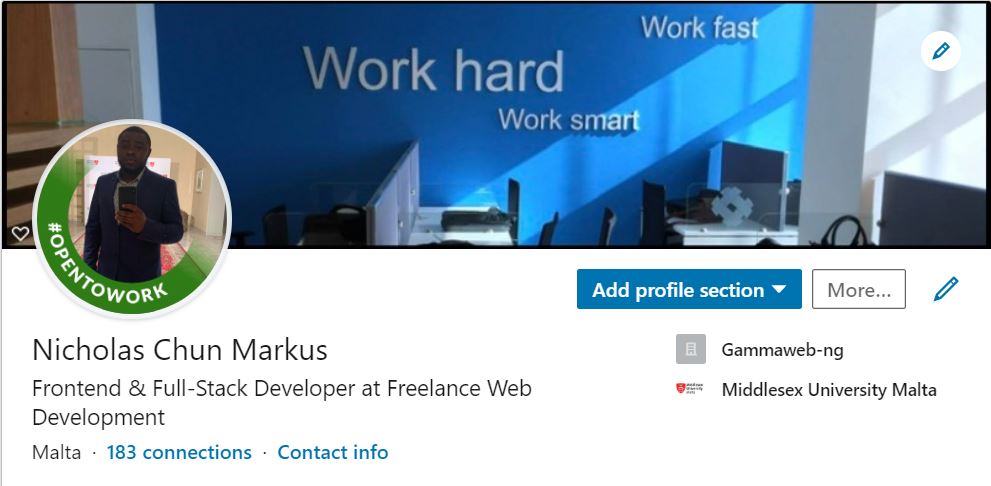 Work fast
Work hard
Work smart
#OPENTOWORK
Add profile section
More...
Nicholas Chun Markus
Frontend & Full-Stack Developer at Freelance Web
Development
Malta · 183 connections · Contact info
Gammaweb-ng
Middlesex University Malta